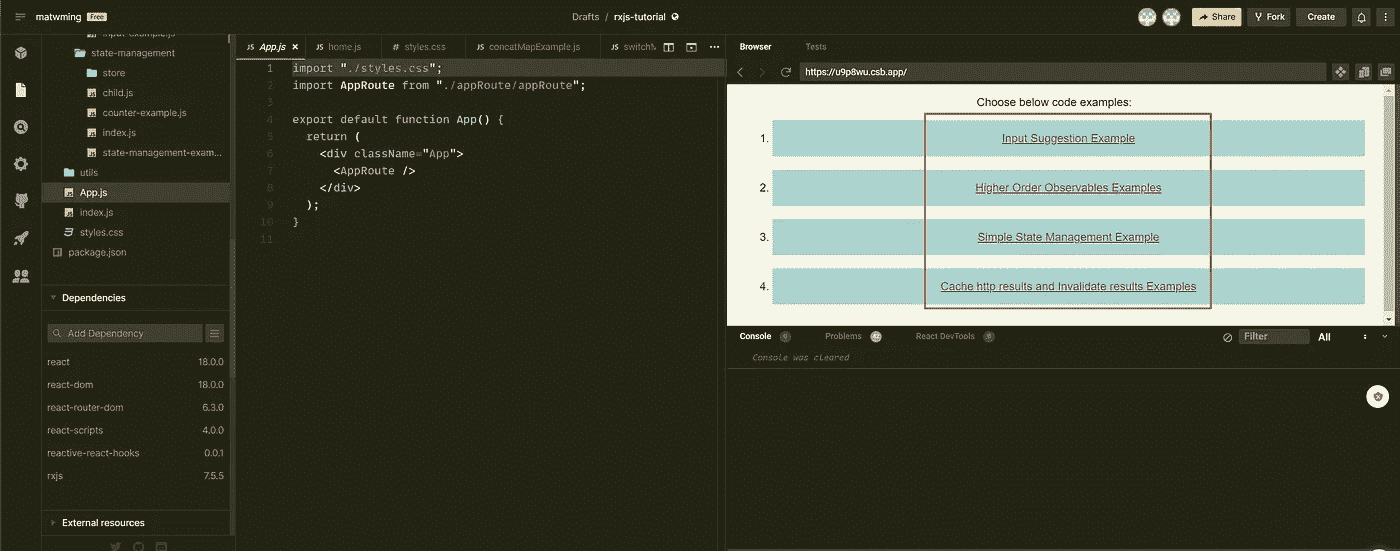 matwming Free
Drafts / rxjs-tutorial
Share
Fork
Create
input-example.js
state-management
store
child.js
counter-example.js
index.js
state-management-exam...
utils
App.js
index.js
styles.css
package.json
Dependencies
Add Dependency
react 18.0.0
react-dom 18.0.0
react-router-dom 6.3.0
react-scripts 4.0.0
reactive-react-hooks 0.0.1
rxjs 7.5.5
External resources
JS App.js × JS home.js # styles.css JS concatMapExample.js JS switchM ...
1 import "./styles.css";
2 import AppRoute from "./appRoute/appRoute";
3
4 export default function App() {
5 return (
6 <div className="App">
7 <AppRoute />
8 </div>
9 );
10 }
11
Browser Tests
https://u9p8wu.csb.app/
Choose below code examples:
1. Input Suggestion Example
2. Higher Order Observables Examples
3. Simple State Management Example
4. Cache http results and Invalidate results Examples
Console 0 Problems 42 React DevTools Filter All
Console was cleared